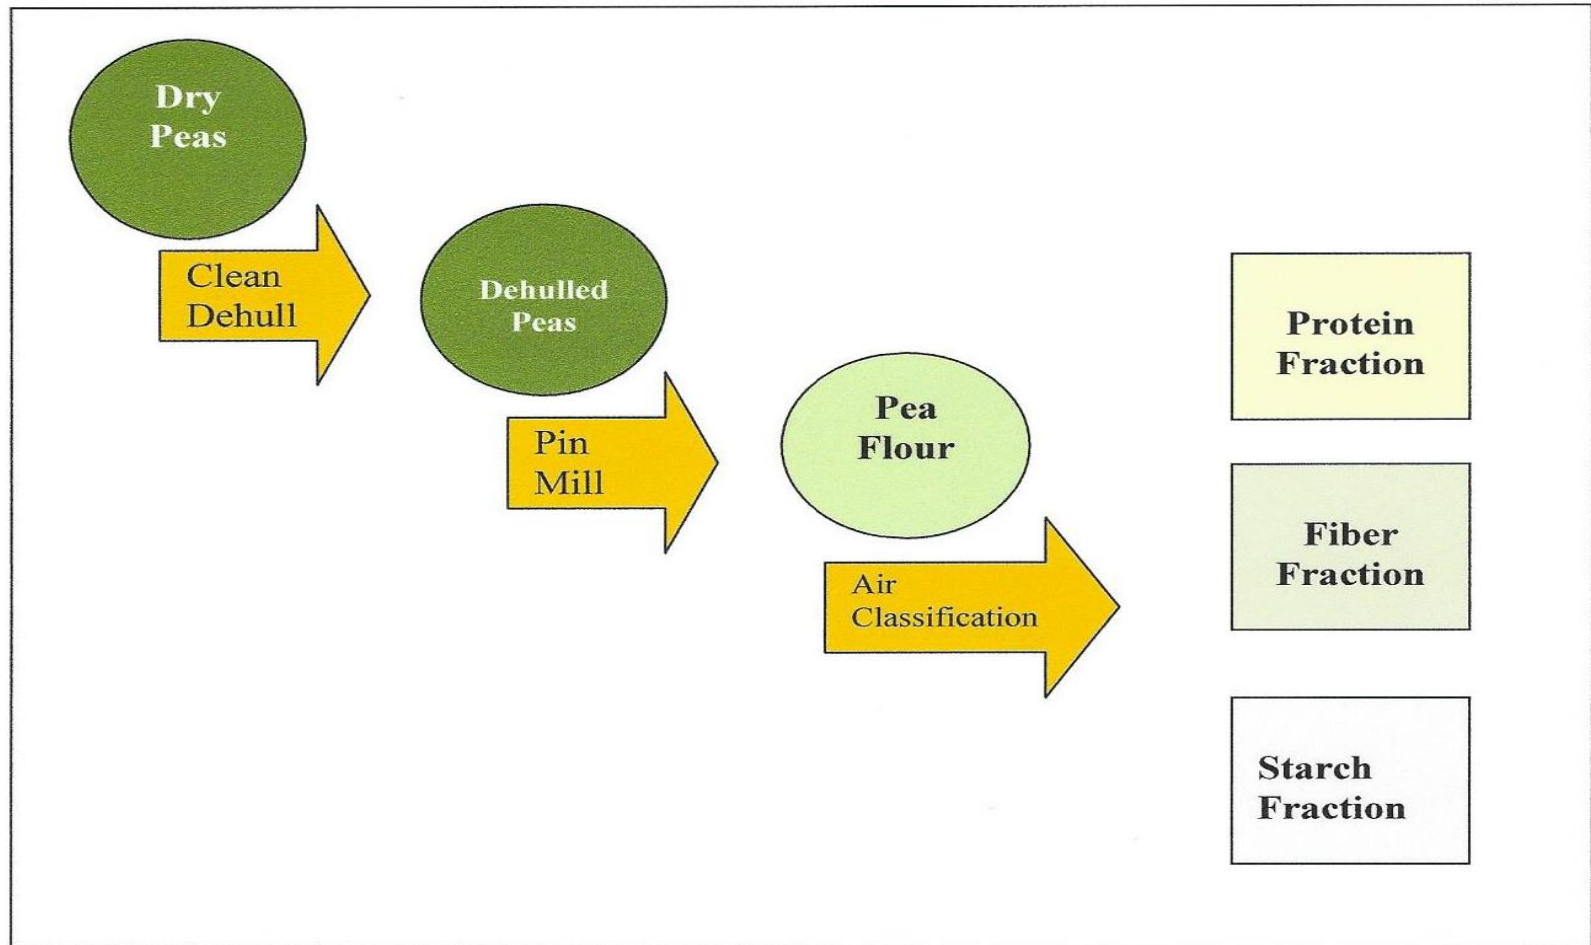 Dry
Peas
Clean
Dehull
Dehulled
Peas
Pin
Mill
Pea
Flour
Air
Classification
Protein
Fraction
Fiber
Fraction
Starch
Fraction